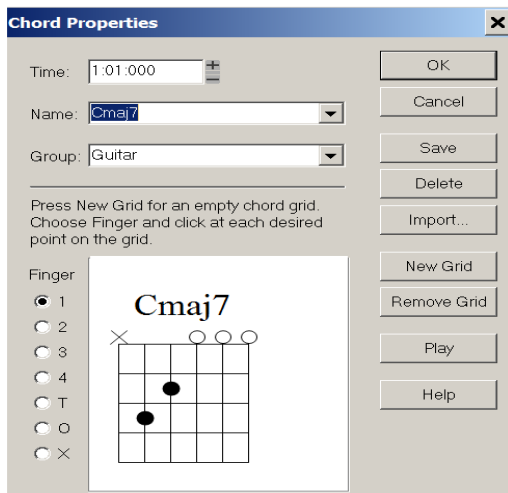 Chord Properties
Time: 1:01:000
OK
Name: Cmaj7
Cancel
Group: Guitar
Save
Delete
Press New Grid for an empty chord grid.
Choose Finger and click at each desired
point on the grid.
Import...
New Grid
Remove Grid
Play
Help
Finger
1
2
3
4
T
O
X
Cmaj7